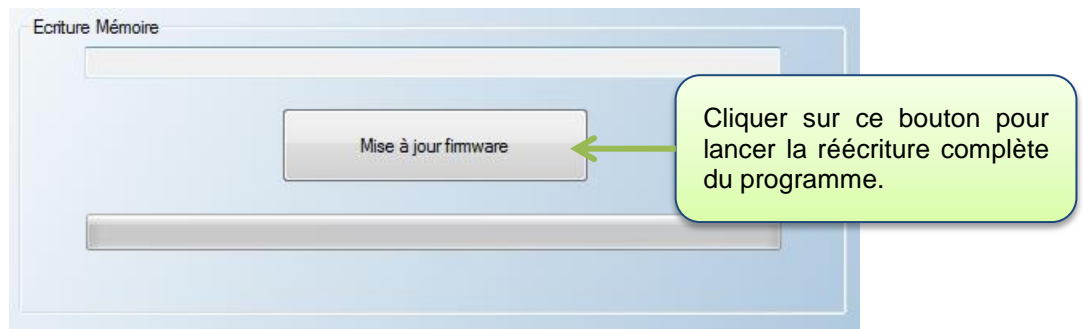 Ecriture Mémoire
Mise à jour firmware
Cliquer sur ce bouton pour
lancer la réécriture complète
du programme.